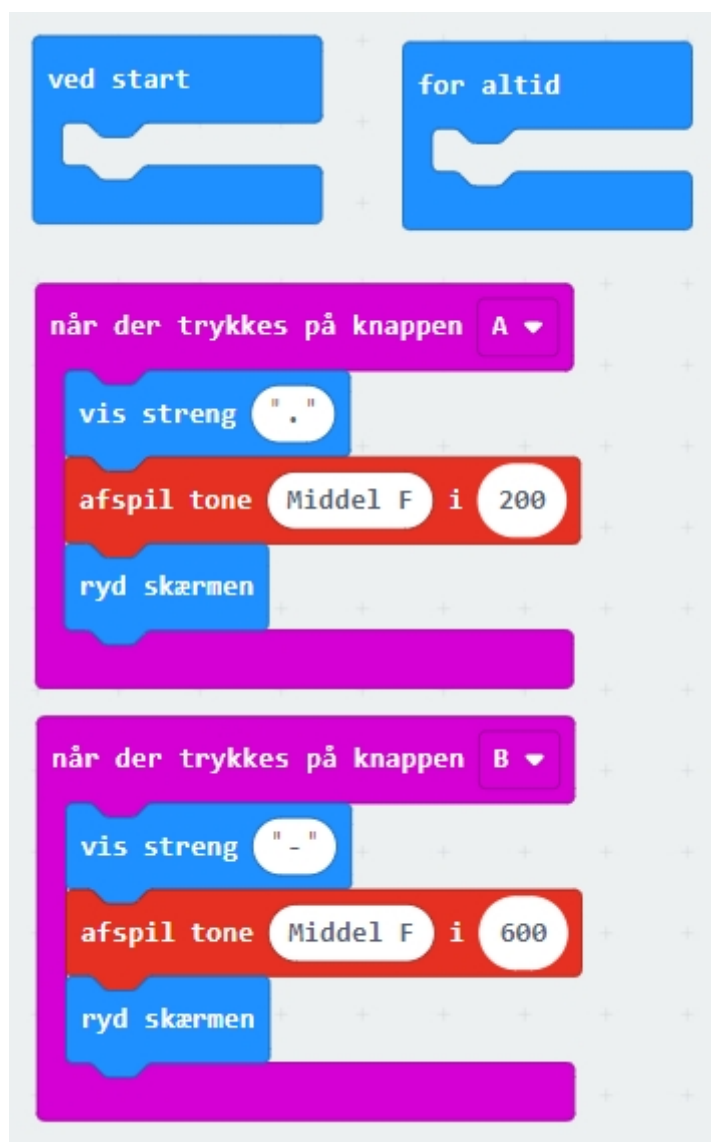 ved start
for altid
når der trykkes på knappen A
vis streng "."
afspil tone Middel F i 200
ryd skærmen
når der trykkes på knappen B
vis streng "-"
afspil tone Middel F i 600
ryd skærmen